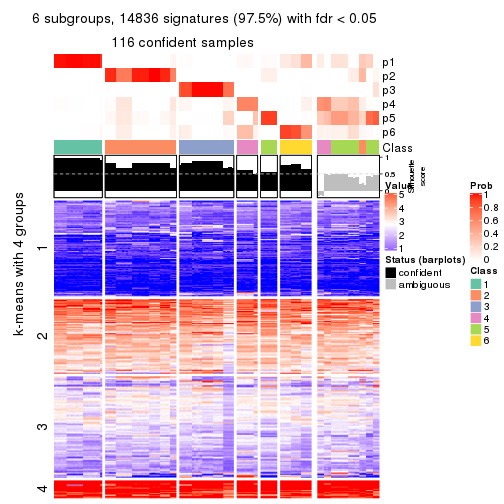 6 subgroups, 14836 signatures (97.5%) with fdr < 0.05
116 confident samples
p1
p2
p3
p4
p5
p6
Class
1
0.5
0
Silhouette
score
k-means with 4 groups
1
2
3
4
Value
5
4
3
2
1
Status (barplots)
confident
ambiguous
Prob
1
0.8
0.6
0.4
0.2
0
Class
1
2
3
4
5
6